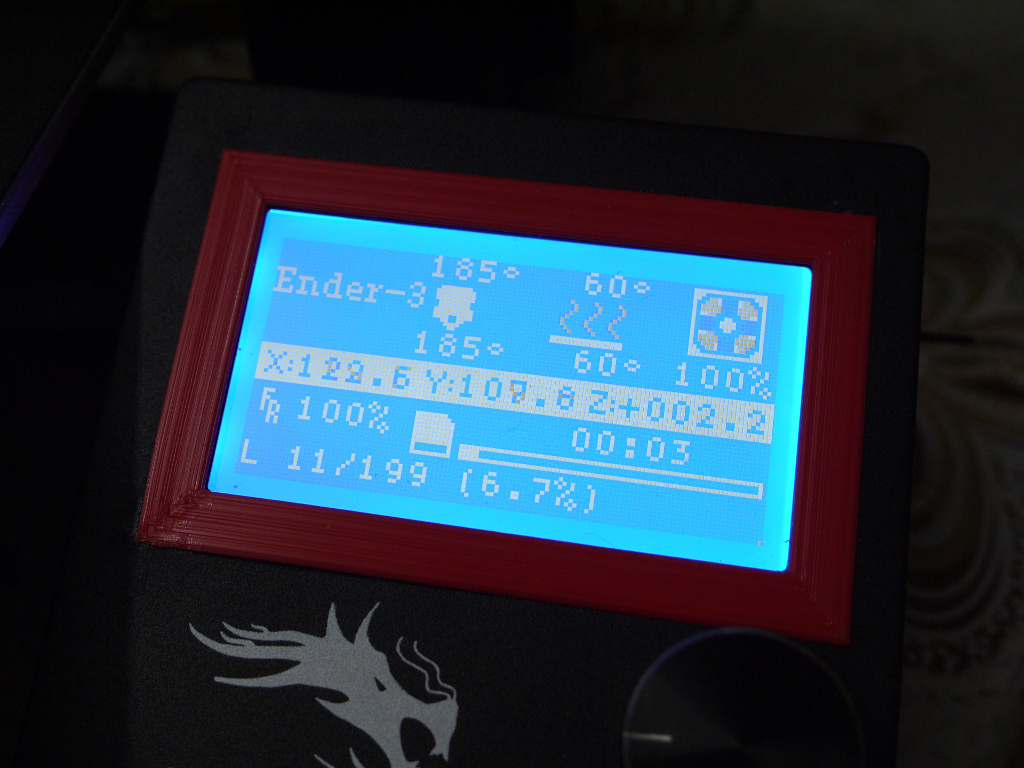 185° 60°
Ender-3
185° 60° 100%
X:122.6 Y:109.8 Z:+002.2
FR 100% 00:03
L 11/199 (6.7%)